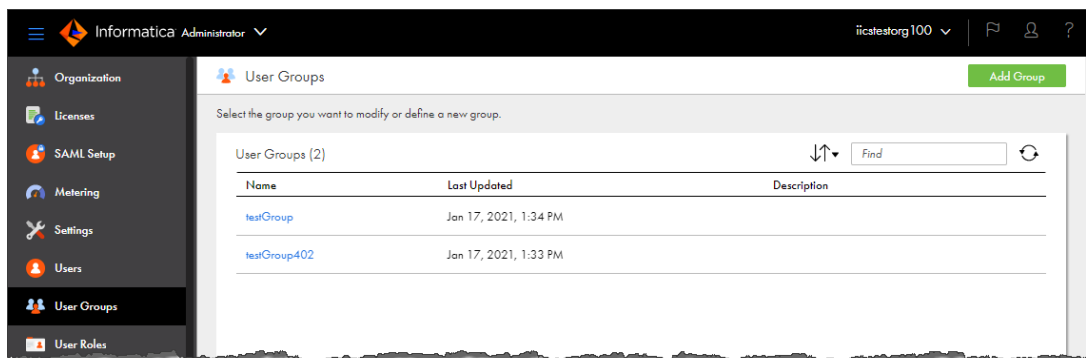 Informatica Administrator
iicstestorg100
?
Organization
Licenses
SAML Setup
Metering
Settings
Users
User Groups
User Roles
User Groups
Add Group
Select the group you want to modify or define a new group.
User Groups (2)
Find
Name Last Updated Description
testGroup Jan 17, 2021, 1:34 PM
testGroup402 Jan 17, 2021, 1:33 PM